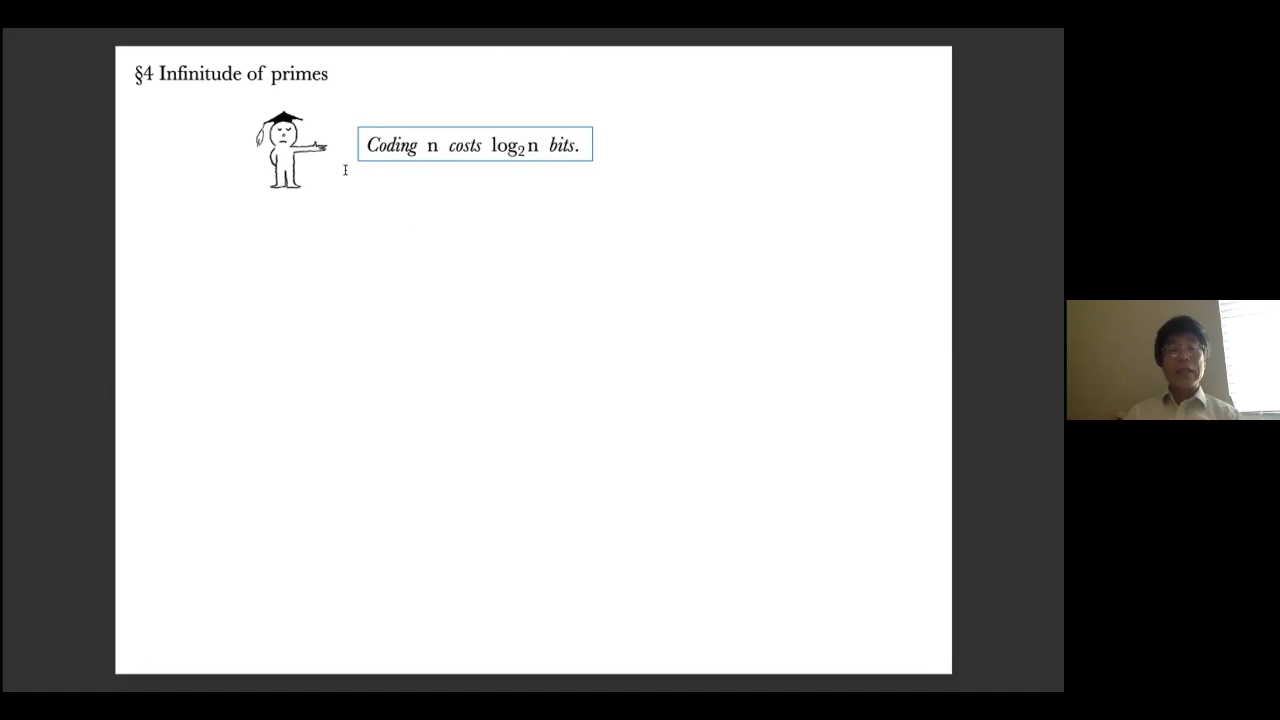 §4 Infinitude of primes
Coding n costs log₂n bits.